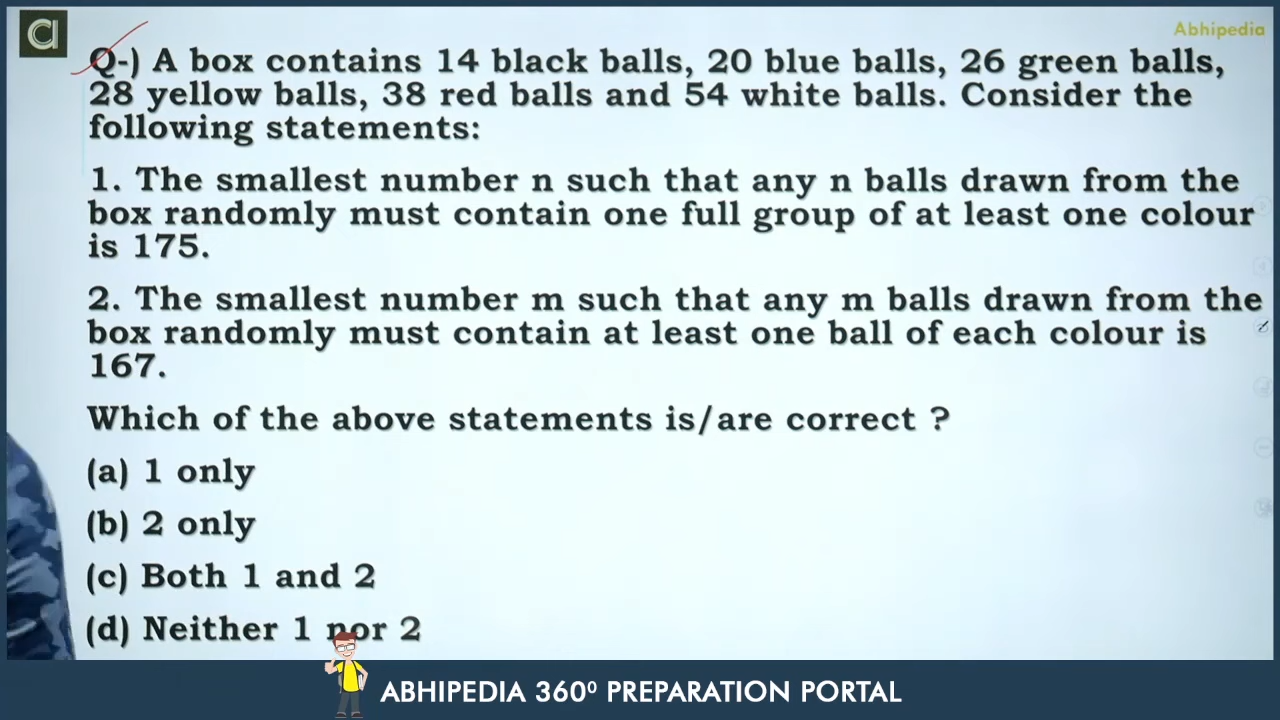 Abhipedia
Q-) A box contains 14 black balls, 20 blue balls, 26 green balls,
28 yellow balls, 38 red balls and 54 white balls. Consider the
following statements:
1. The smallest number n such that any n balls drawn from the
box randomly must contain one full group of at least one colour
is 175.
2. The smallest number m such that any m balls drawn from the
box randomly must contain at least one ball of each colour is
167.
Which of the above statements is/are correct ?
(a) 1 only
(b) 2 only
(c) Both 1 and 2
(d) Neither 1 nor 2
ABHIPEDIA 360⁰ PREPARATION PORTAL